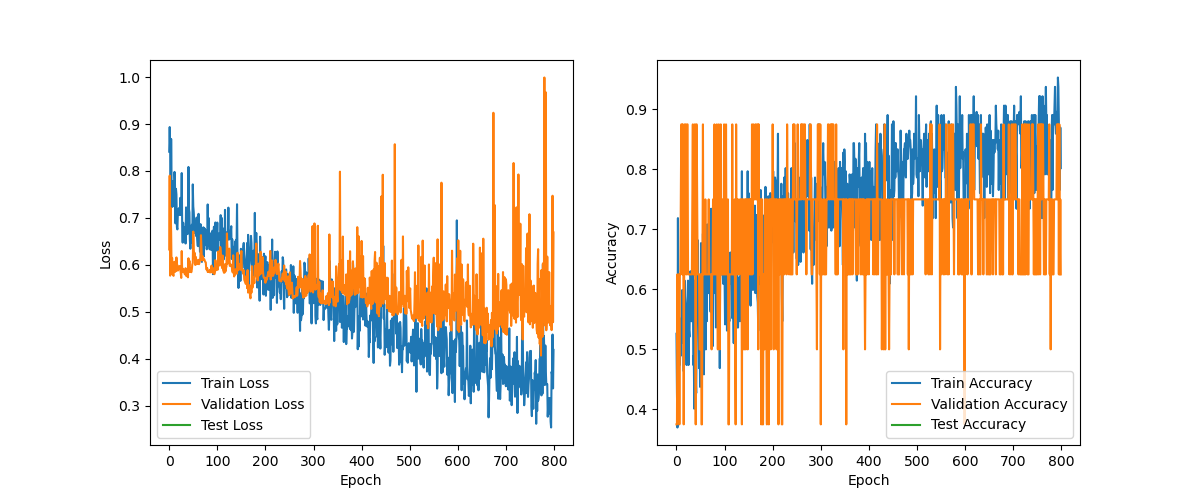 1.0
0.9
0.8
0.7
0.6
0.5
0.4
0.3
Loss
0 100 200 300 400 500 600 700 800
Epoch
Train Loss
Validation Loss
Test Loss
0.9
0.8
0.7
0.6
0.5
0.4
Accuracy
0 100 200 300 400 500 600 700 800
Epoch
Train Accuracy
Validation Accuracy
Test Accuracy